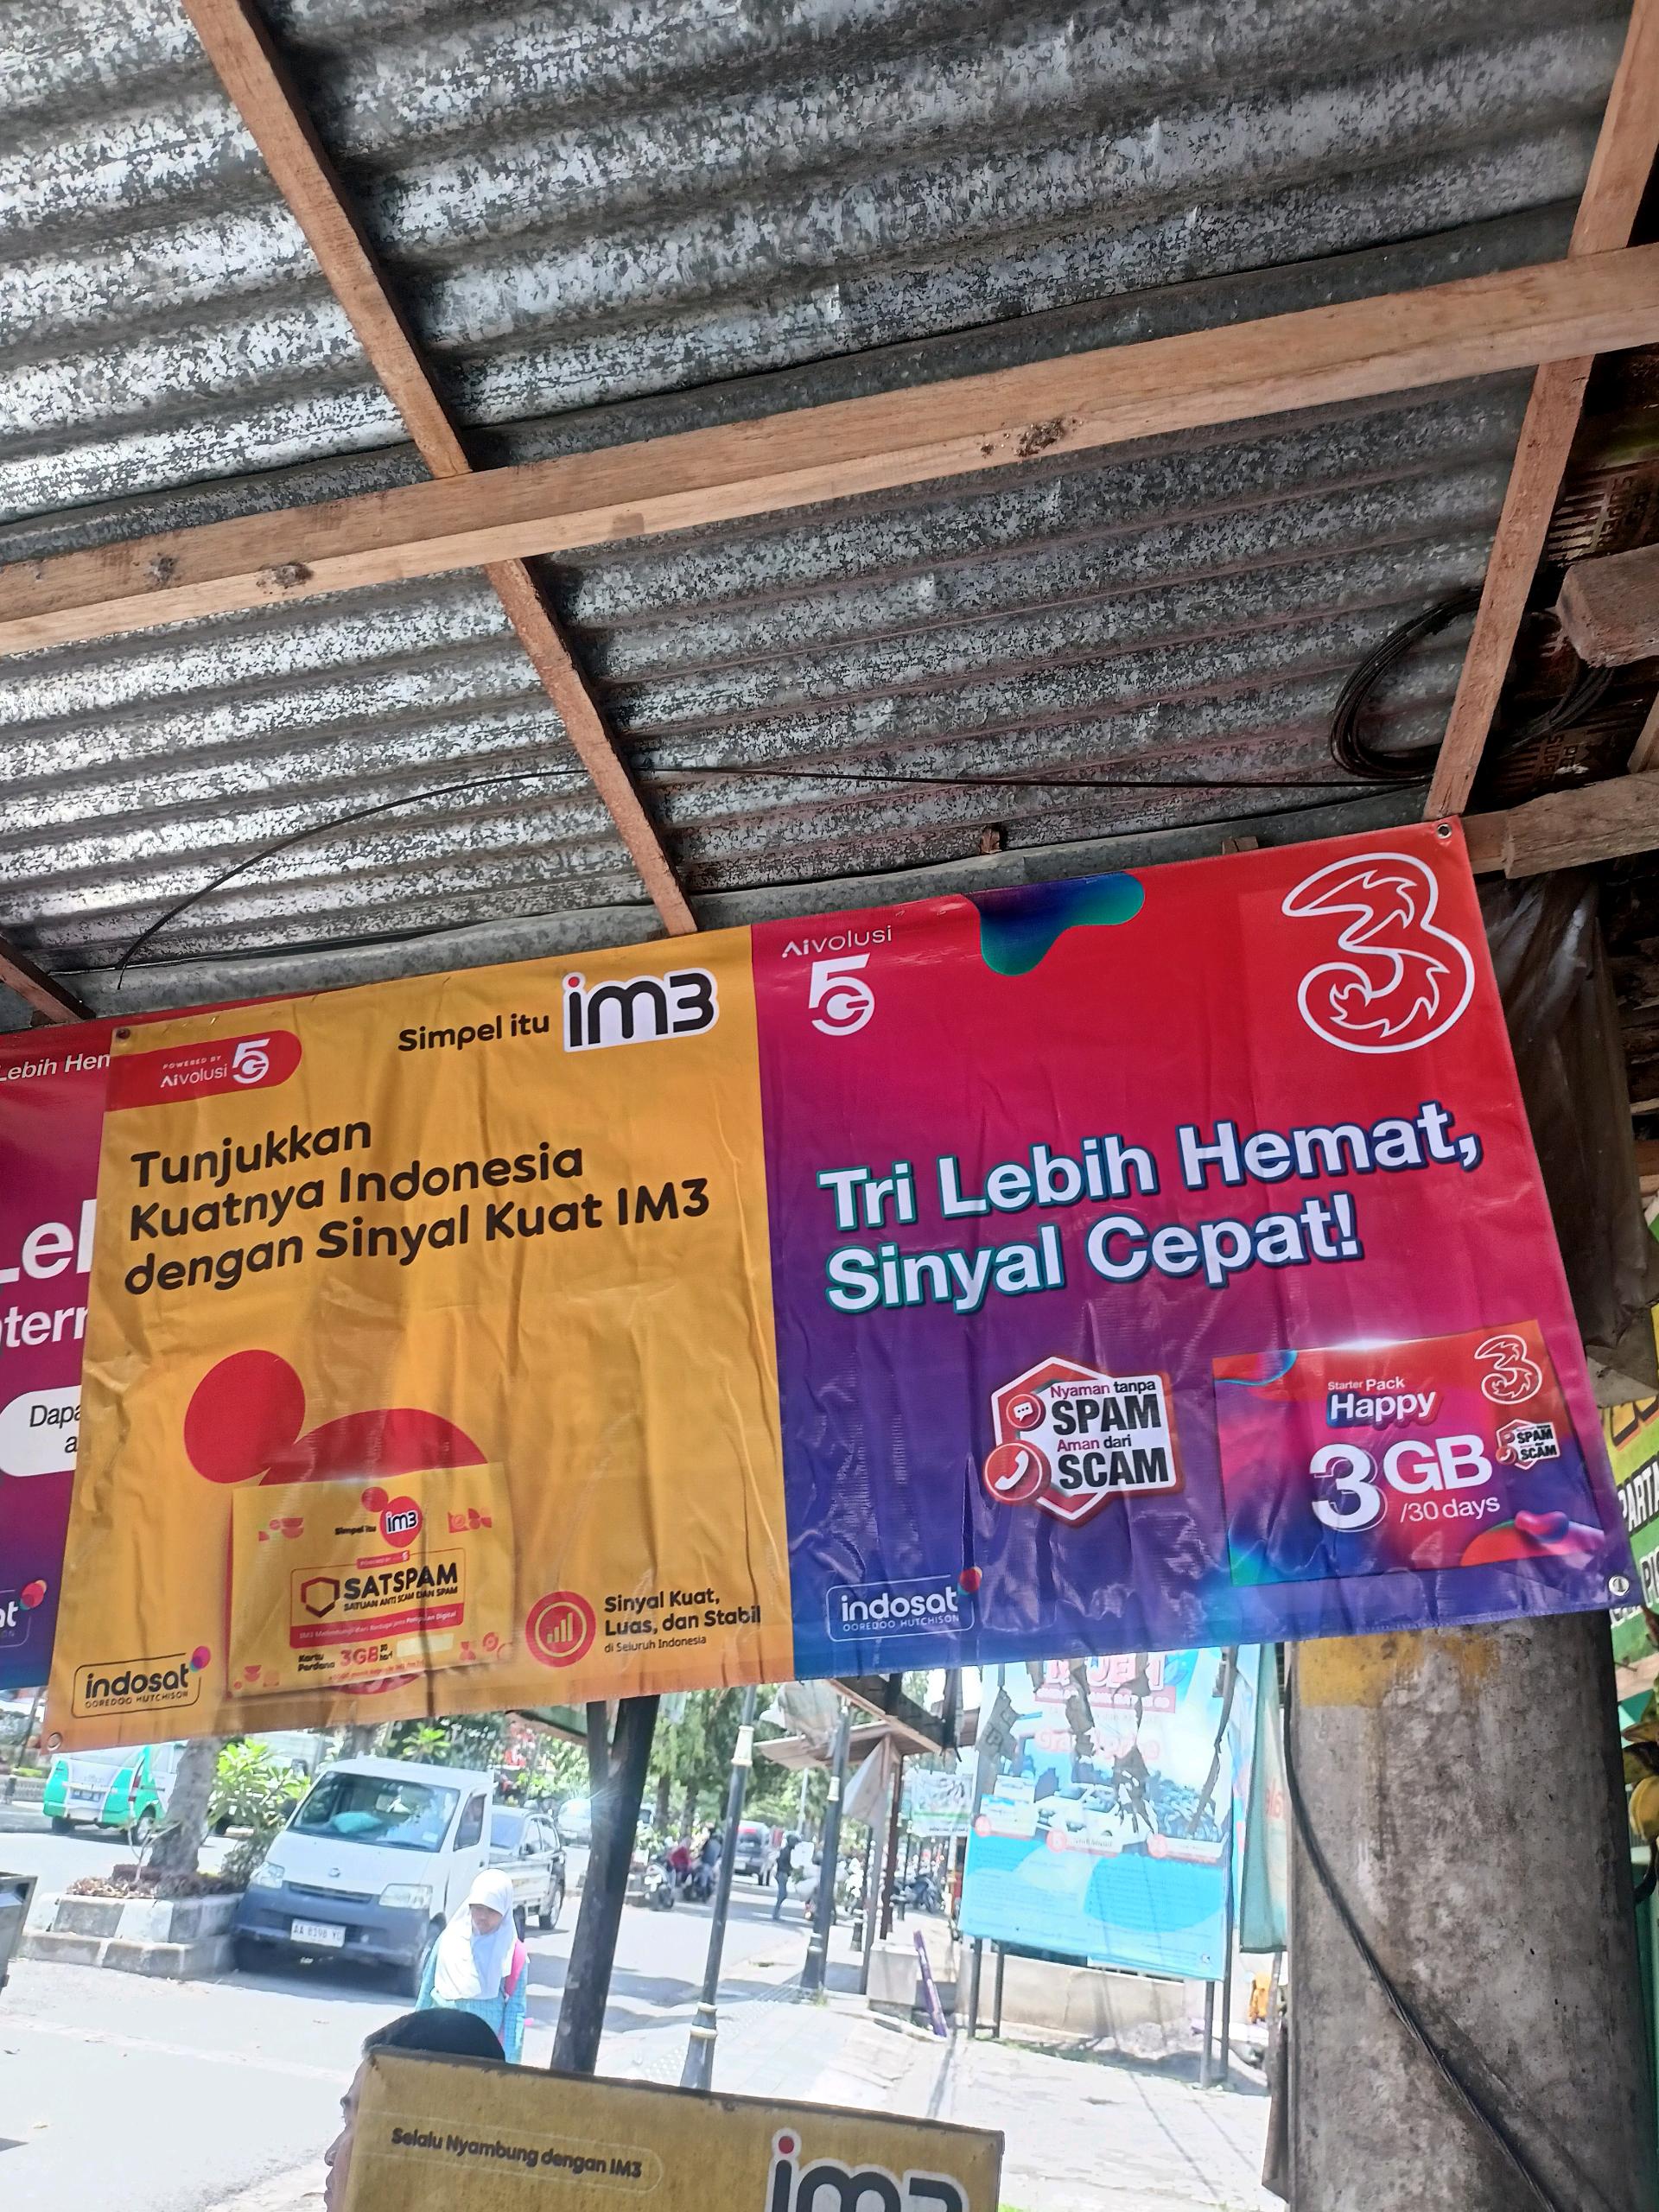 Lebih Hem
Lel
Dapa
a
Simpel itu im3
POWERED BY
Aivolusi 5G
Tunjukkan
Kuatnya Indonesia
dengan Sinyal Kuat IM3
Simpel itu im3
SATSPAM
SATUAN ANTI SCAM DAN SPAM
Kartu
Perdana 3GB
Sinyal Kuat,
Luas, dan Stabil
di Seluruh Indonesia
indosat
OOREDOO HUTCHISON
Aivolusi
5G
3
Tri Lebih Hemat,
Sinyal Cepat!
Nyaman tanpa
SPAM
Aman dari
SCAM
3
Starter Pack
Happy
3GB
/30 days
SPAM
SCAM
indosat
OOREDOO HUTCHISON
AA 8398 YU
Selalu Nyambung dengan IM3
im3